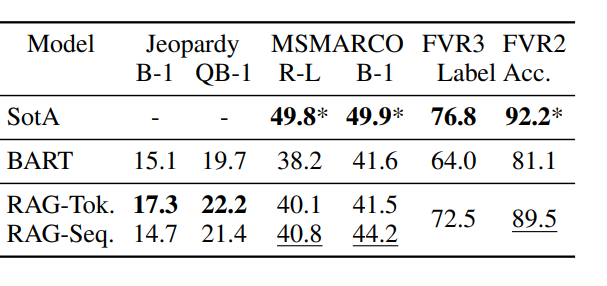 Model Jeopardy MSMARCO FVR3 FVR2
B-1 QB-1 R-L B-1 Label Acc.
SotA - - 49.8* 49.9* 76.8 92.2*
BART 15.1 19.7 38.2 41.6 64.0 81.1
RAG-Tok. 17.3 22.2 40.1 41.5
72.5 89.5
RAG-Seq. 14.7 21.4 40.8 44.2